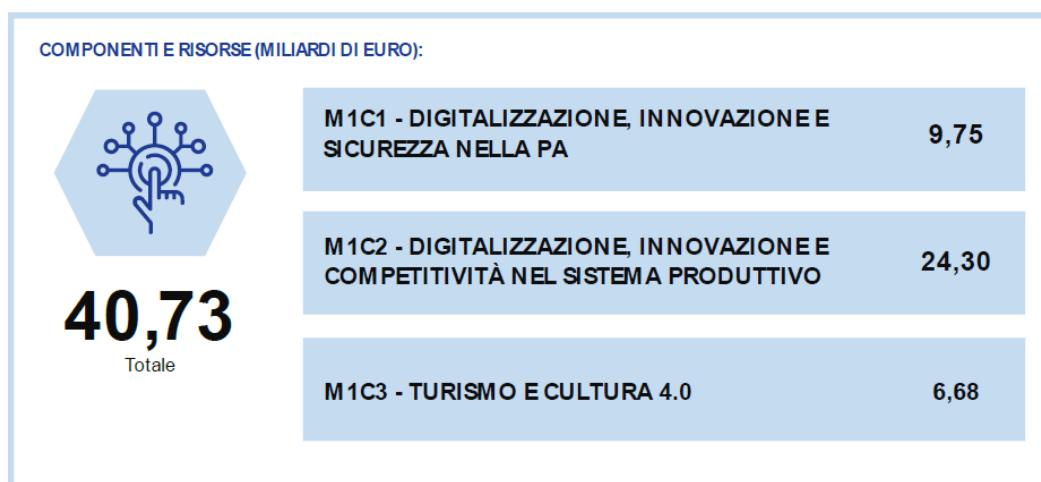 COMPONENTI E RISORSE (MILIARDI DI EURO):
M1C1 - DIGITALIZZAZIONE, INNOVAZIONE E
SICUREZZA NELLA PA
9,75
M1C2 - DIGITALIZZAZIONE, INNOVAZIONE E
COMPETITIVITÀ NEL SISTEMA PRODUTTIVO
24,30
40,73
Totale
M1C3 - TURISMO E CULTURA 4.0
6,68